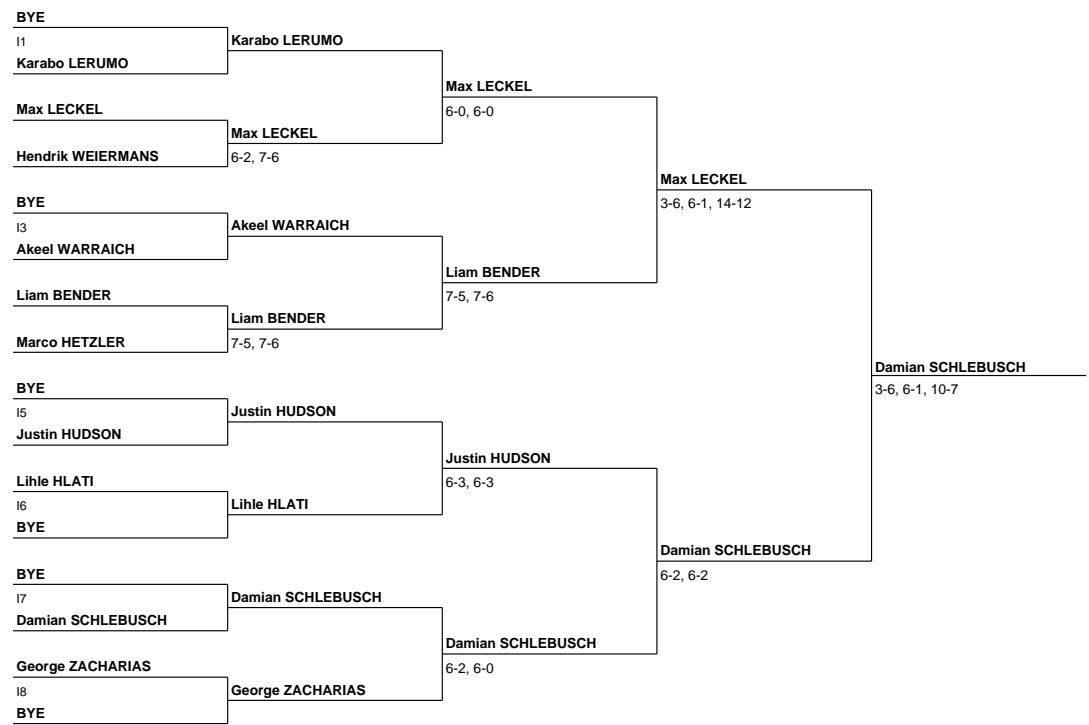 BYE
I1
Karabo LERUMO
Karabo LERUMO
Max LECKEL
6-0, 6-0
Max LECKEL
Max LECKEL
6-2, 7-6
Hendrik WEIERMANS
Max LECKEL
3-6, 6-1, 14-12
BYE
I3
Akeel WARRAICH
Akeel WARRAICH
Liam BENDER
7-5, 7-6
Liam BENDER
Liam BENDER
7-5, 7-6
Marco HETZLER
Damian SCHLEBUSCH
3-6, 6-1, 10-7
BYE
I5
Justin HUDSON
Justin HUDSON
Justin HUDSON
6-3, 6-3
Lihle HLATI
I6
Lihle HLATI
BYE
Damian SCHLEBUSCH
6-2, 6-2
BYE
I7
Damian SCHLEBUSCH
Damian SCHLEBUSCH
Damian SCHLEBUSCH
6-2, 6-0
George ZACHARIAS
I8
George ZACHARIAS
BYE